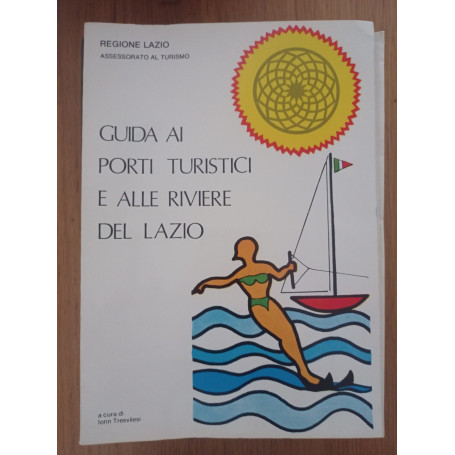 REGIONE LAZIO
ASSESSORATO AL TURISMO
GUIDA AI
PORTI TURISTICI
E ALLE RIVIERE
DEL LAZIO
a cura di